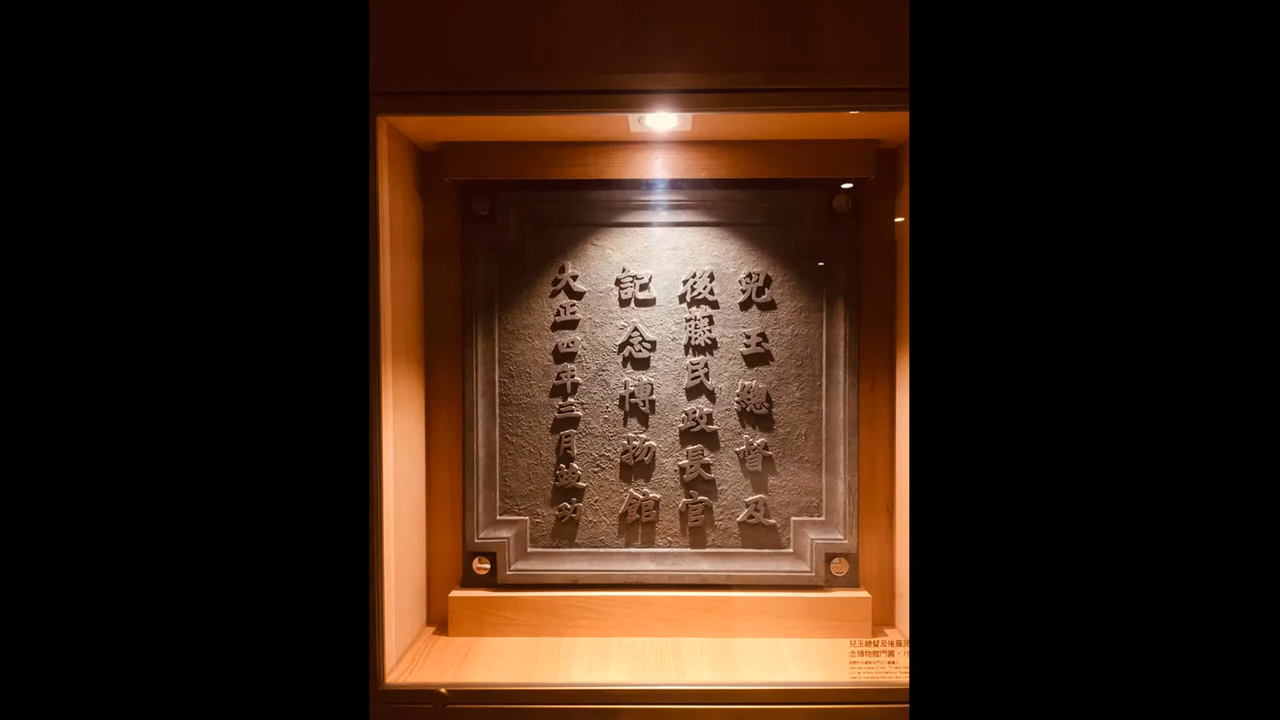 兒玉總督及
後藤民政長官
記念博物館
大正四年三月竣功
兒玉總督及後藤民
念博物館門匾，19